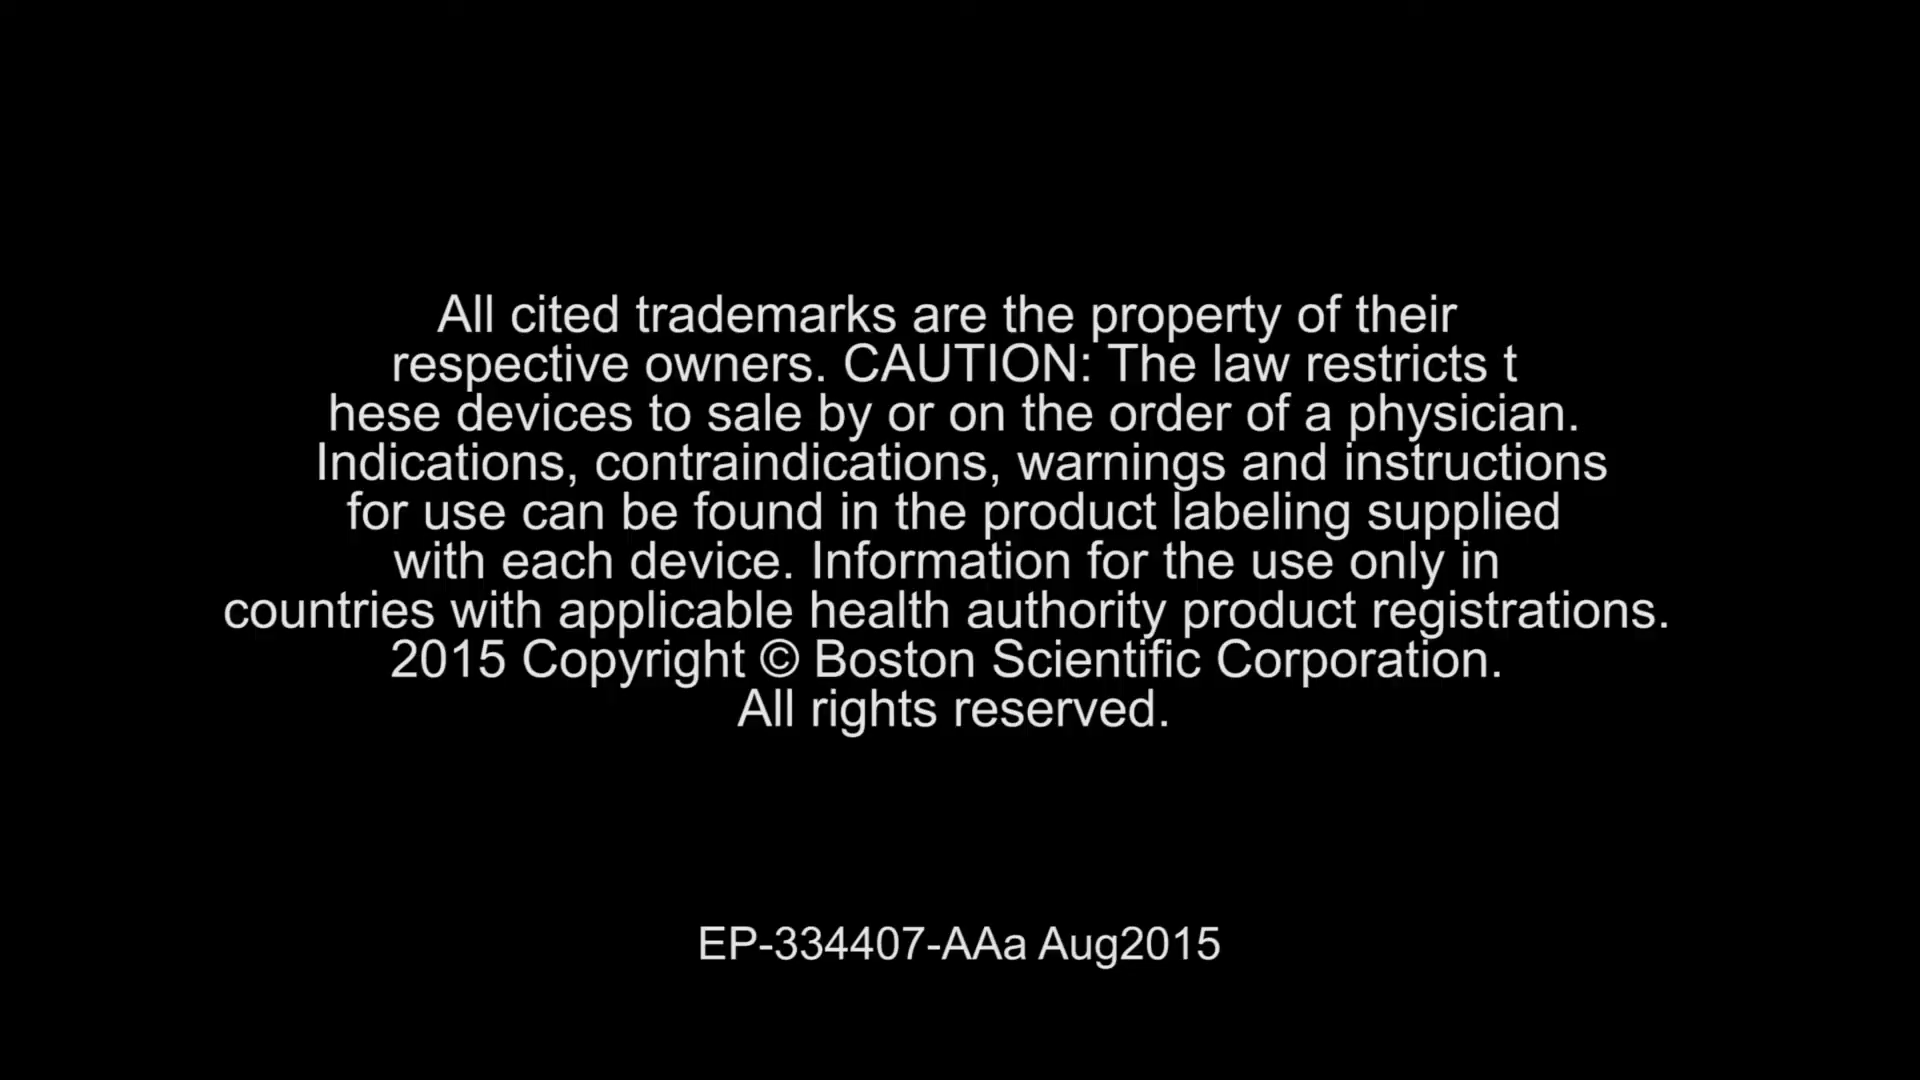 All cited trademarks are the property of their
respective owners. CAUTION: The law restricts t
hese devices to sale by or on the order of a physician.
Indications, contraindications, warnings and instructions
for use can be found in the product labeling supplied
with each device. Information for the use only in
countries with applicable health authority product registrations.
2015 Copyright © Boston Scientific Corporation.
All rights reserved.
EP-334407-AAa Aug2015